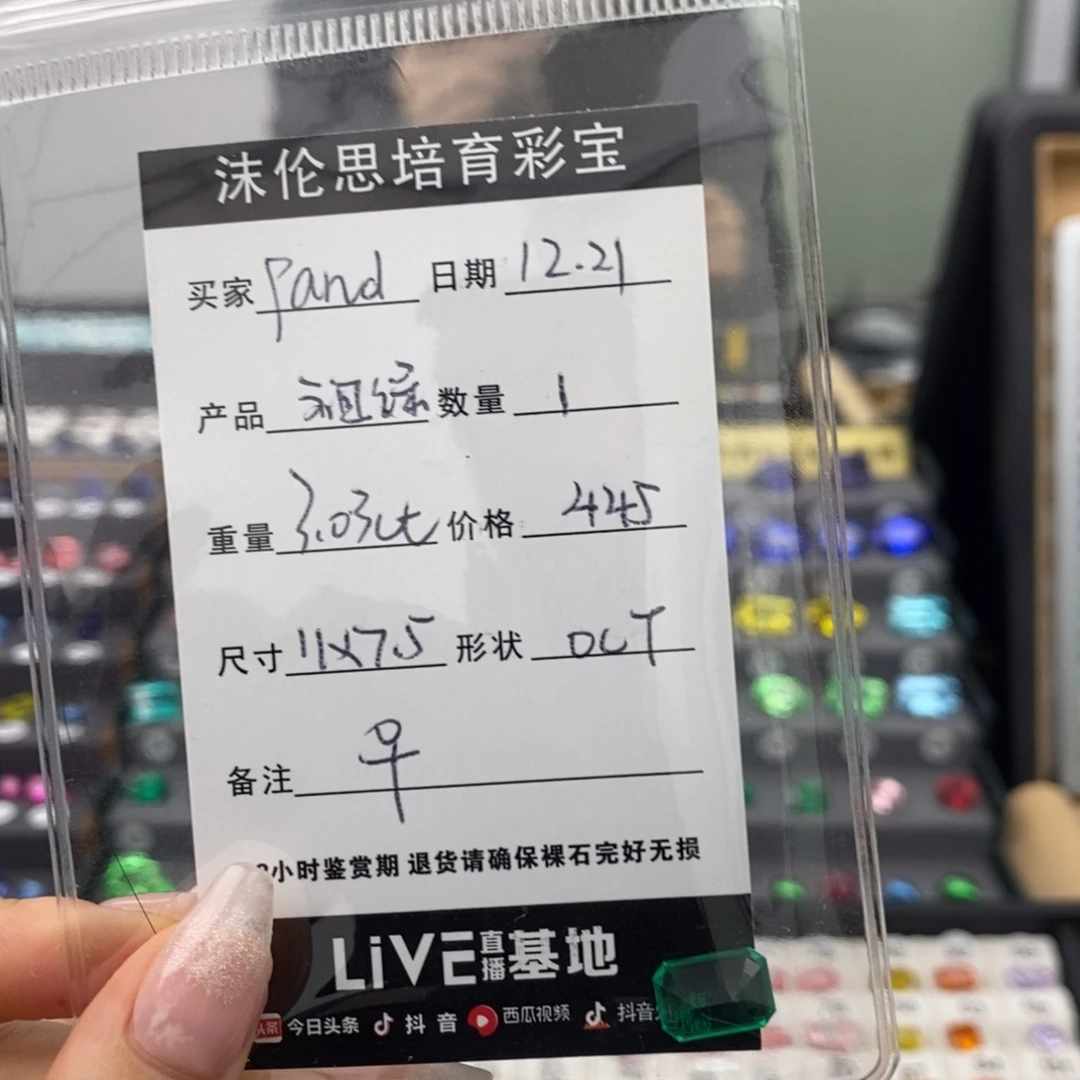 沫伦思培育彩宝
买家 Pand 日期 12.21
产品 祖绿 数量 1
重量 3.03ct 价格 445
尺寸 11x7.5 形状 OCT
备注 早
小时鉴赏期 退货请确保裸石完好无损
LiVE直播基地
头条 今日头条 抖音 西瓜视频 抖音